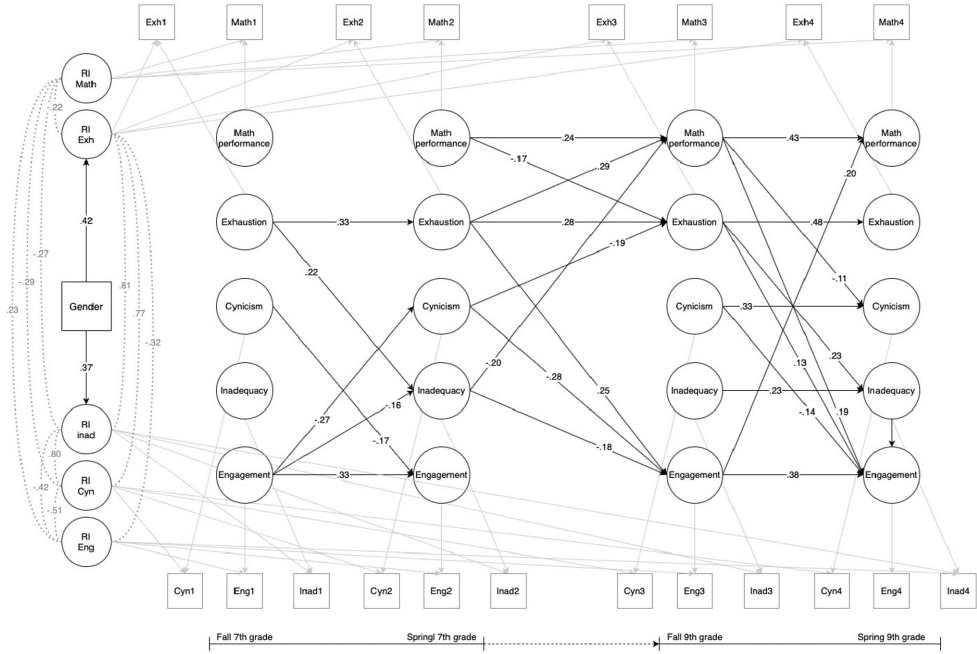 Exh1 Math1 Exh2 Math2 Exh3 Math3 Exh4 Math4
RI
Math
-.22
RI
Exh
Math
performance
Math
performance
.24
Math
performance
.43
Math
performance
-.17
.29
.20
.42
Exhaustion
.33
Exhaustion
.28
Exhaustion
.48
Exhaustion
-.19
-.27
.22
-.29
.81
-.11
.23
Gender
.77
Cynicism
Cynicism
Cynicism
.33
Cynicism
-.32
.37
-.20
.13
.23
-.28
Inadequacy
Inadequacy
.25
Inadequacy
.23
Inadequacy
-.16
-.14
.19
-.27
RI
inad
-.17
-.18
.80
Engagement
.33
Engagement
Engagement
.38
Engagement
-.42
RI
Cyn
-.51
RI
Eng
Cyn1 Eng1 Inad1 Cyn2 Eng2 Inad2 Cyn3 Eng3 Inad3 Cyn4 Eng4 Inad4
Fall 7th grade Springl 7th grade Fall 9th grade Spring 9th grade